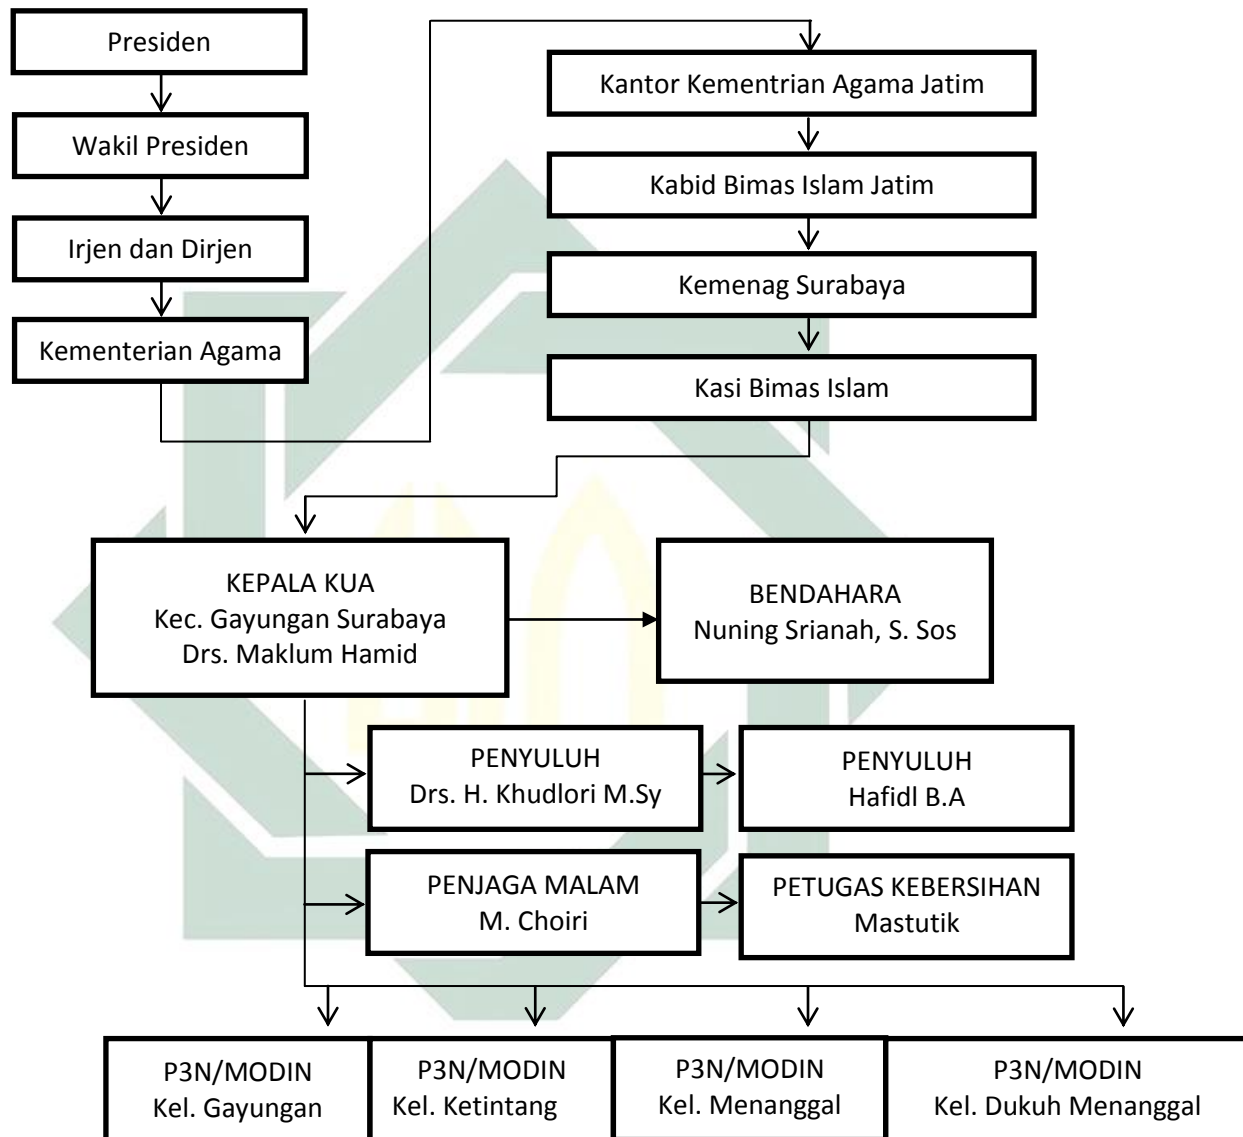 Presiden
Wakil Presiden
Irjen dan Dirjen
Kementerian Agama
Kantor Kementrian Agama Jatim
Kabid Bimas Islam Jatim
Kemenag Surabaya
Kasi Bimas Islam
KEPALA KUA
Kec. Gayungan Surabaya
Drs. Maklum Hamid
BENDAHARA
Nuning Srianah, S. Sos
PENYULUH
Drs. H. Khudlori M.Sy
PENYULUH
Hafidl B.A
PENJAGA MALAM
M. Choiri
PETUGAS KEBERSIHAN
Mastutik
P3N/MODIN
Kel. Gayungan
P3N/MODIN
Kel. Ketintang
P3N/MODIN
Kel. Menanggal
P3N/MODIN
Kel. Dukuh Menanggal